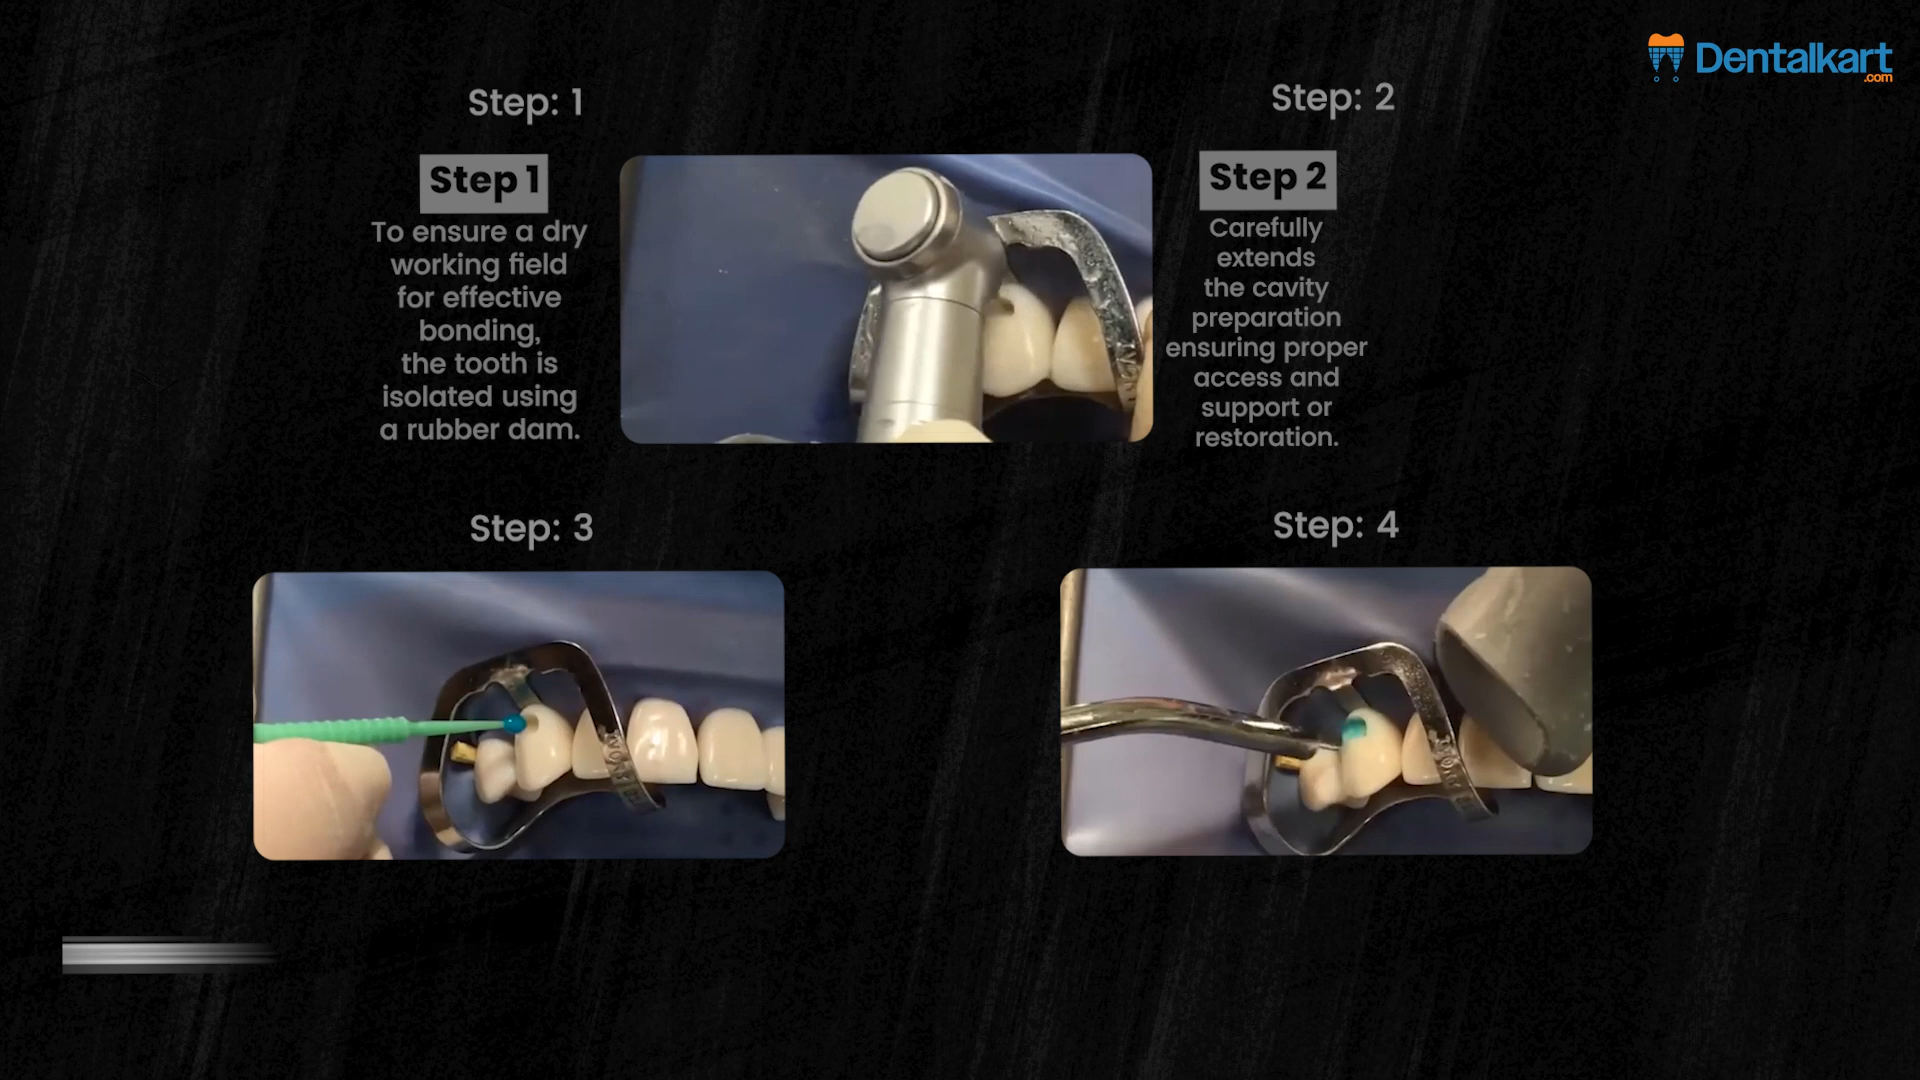 Dentalkart
.com
Step: 1
Step 1
To ensure a dry
working field
for effective
bonding,
the tooth is
isolated using
a rubber dam.
Step: 2
Step 2
Carefully
extends
the cavity
preparation
ensuring proper
access and
support or
restoration.
Step: 3
Step: 4